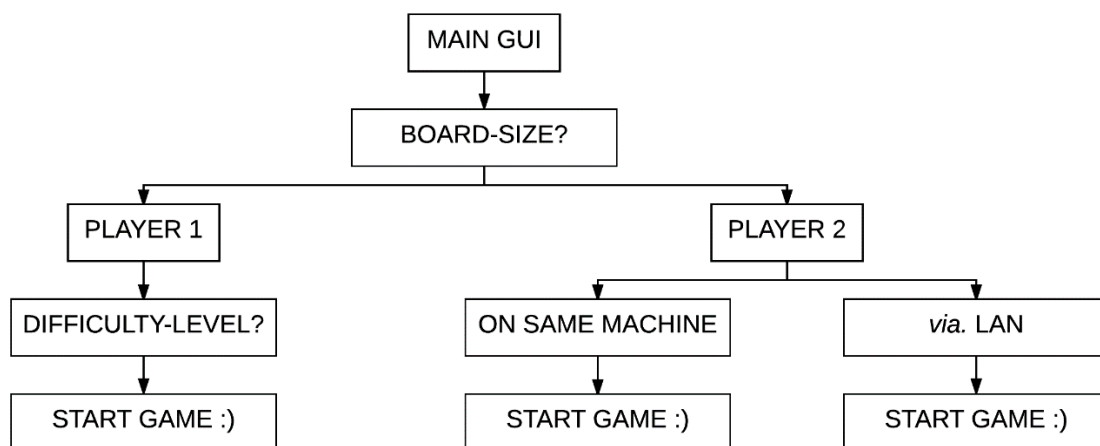 MAIN GUI
BOARD-SIZE?
PLAYER 1
PLAYER 2
DIFFICULTY-LEVEL?
ON SAME MACHINE
via. LAN
START GAME :)
START GAME :)
START GAME :)